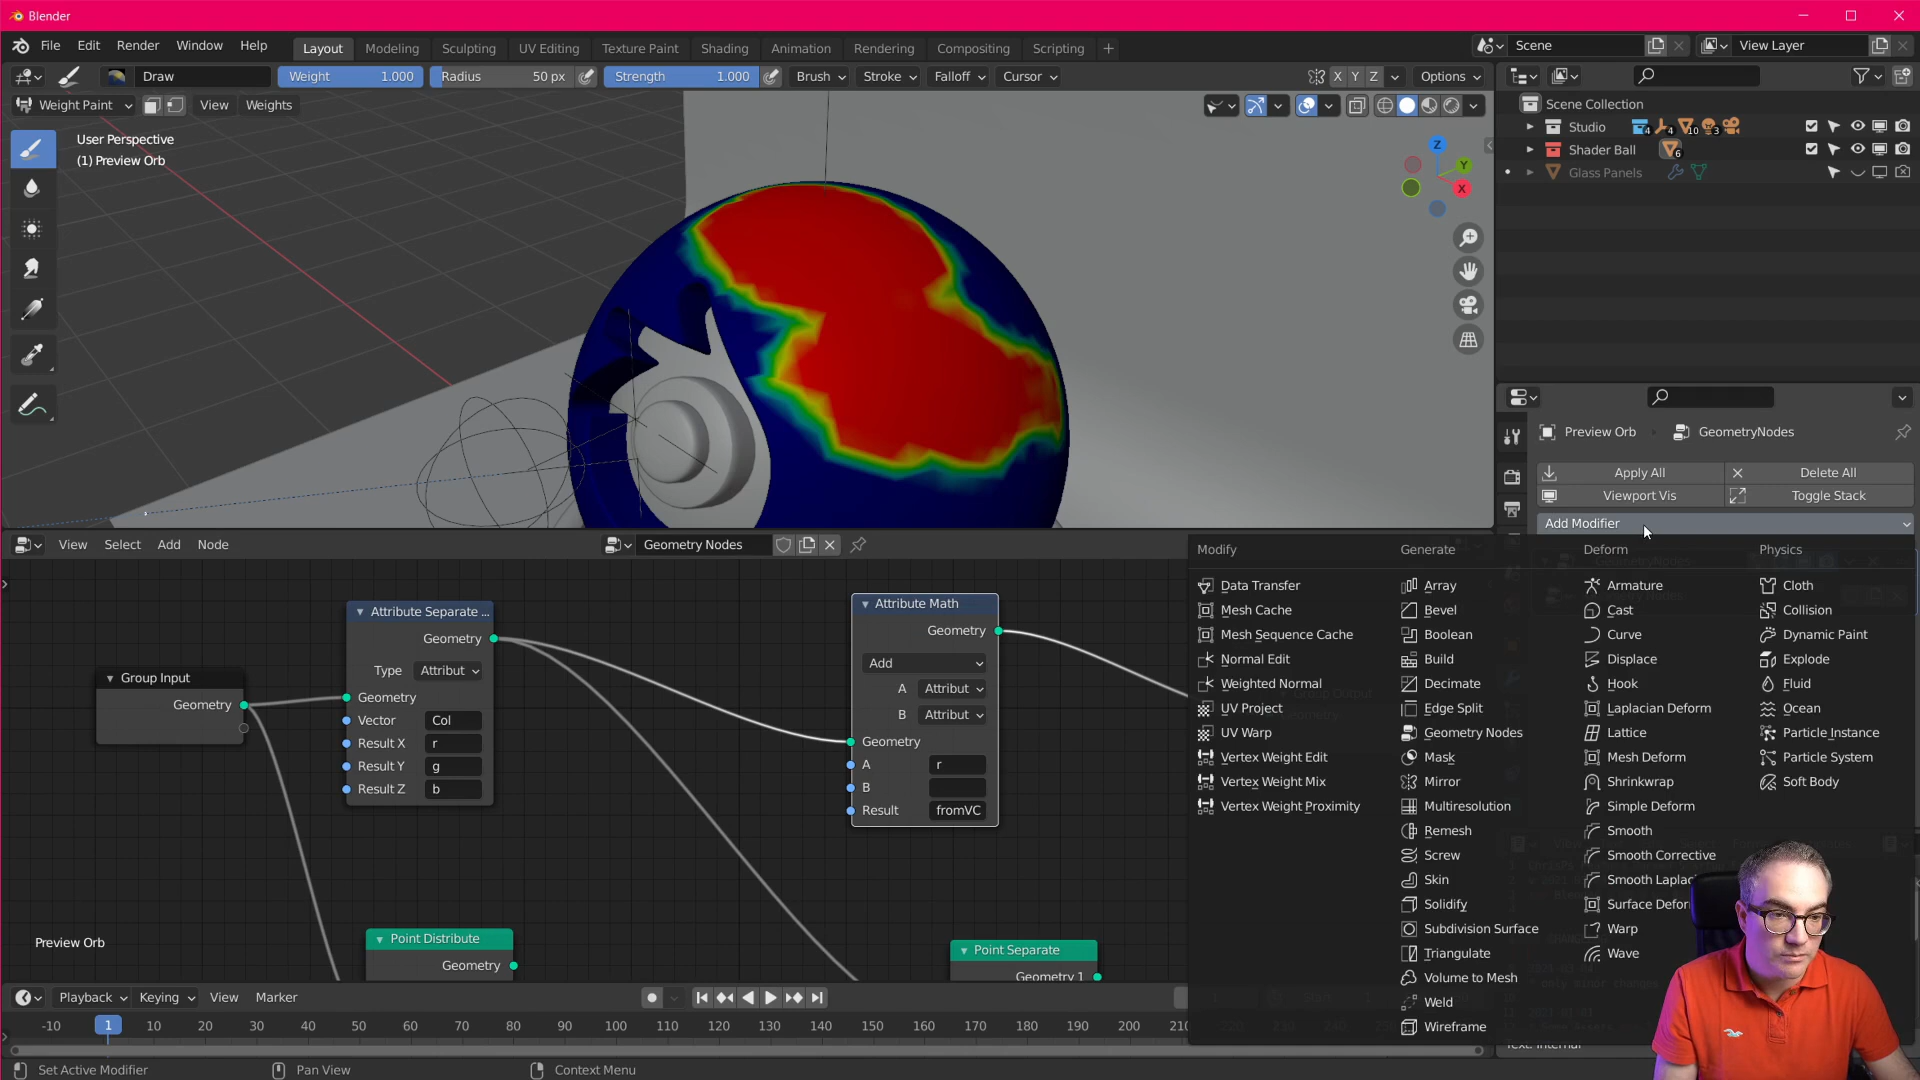 Blender
File Edit Render Window Help
Layout Modeling Sculpting UV Editing Texture Paint Shading Animation Rendering Compositing Scripting +
Scene View Layer
Draw Weight 1.000 Radius 50 px Strength 1.000 Brush Stroke Falloff Cursor X Y Z Options
Weight Paint View Weights
User Perspective
(1) Preview Orb
Z
Y
X
Scene Collection
Studio 4 4 10 3
Shader Ball 6
Glass Panels
Preview Orb GeometryNodes
Apply All Delete All
Viewport Vis Toggle Stack
Add Modifier
View Select Add Node Geometry Nodes
Modify
Data Transfer
Mesh Cache
Mesh Sequence Cache
Normal Edit
Weighted Normal
UV Project
UV Warp
Vertex Weight Edit
Vertex Weight Mix
Vertex Weight Proximity
Generate
Array
Bevel
Boolean
Build
Decimate
Edge Split
Geometry Nodes
Mask
Mirror
Multiresolution
Remesh
Screw
Skin
Solidify
Subdivision Surface
Triangulate
Volume to Mesh
Weld
Wireframe
Deform
Armature
Cast
Curve
Displace
Hook
Laplacian Deform
Lattice
Mesh Deform
Shrinkwrap
Simple Deform
Smooth
Smooth Corrective
Smooth Laplac
Surface Deform
Warp
Wave
Physics
Cloth
Collision
Dynamic Paint
Explode
Fluid
Ocean
Particle Instance
Particle System
Soft Body
Group Input
Geometry
Attribute Separate ...
Geometry
Type Attribut
Geometry
Vector Col
Result X r
Result Y g
Result Z b
Attribute Math
Geometry
Add
A Attribut
B Attribut
Geometry
A r
B
Result fromVC
Point Distribute
Geometry
Point Separate
Geometry 1
Preview Orb
Playback Keying View Marker
-10 1 10 20 30 40 50 60 70 80 90 100 110 120 130 140 150 160 170 180 190 200 210
Set Active Modifier Pan View Context Menu